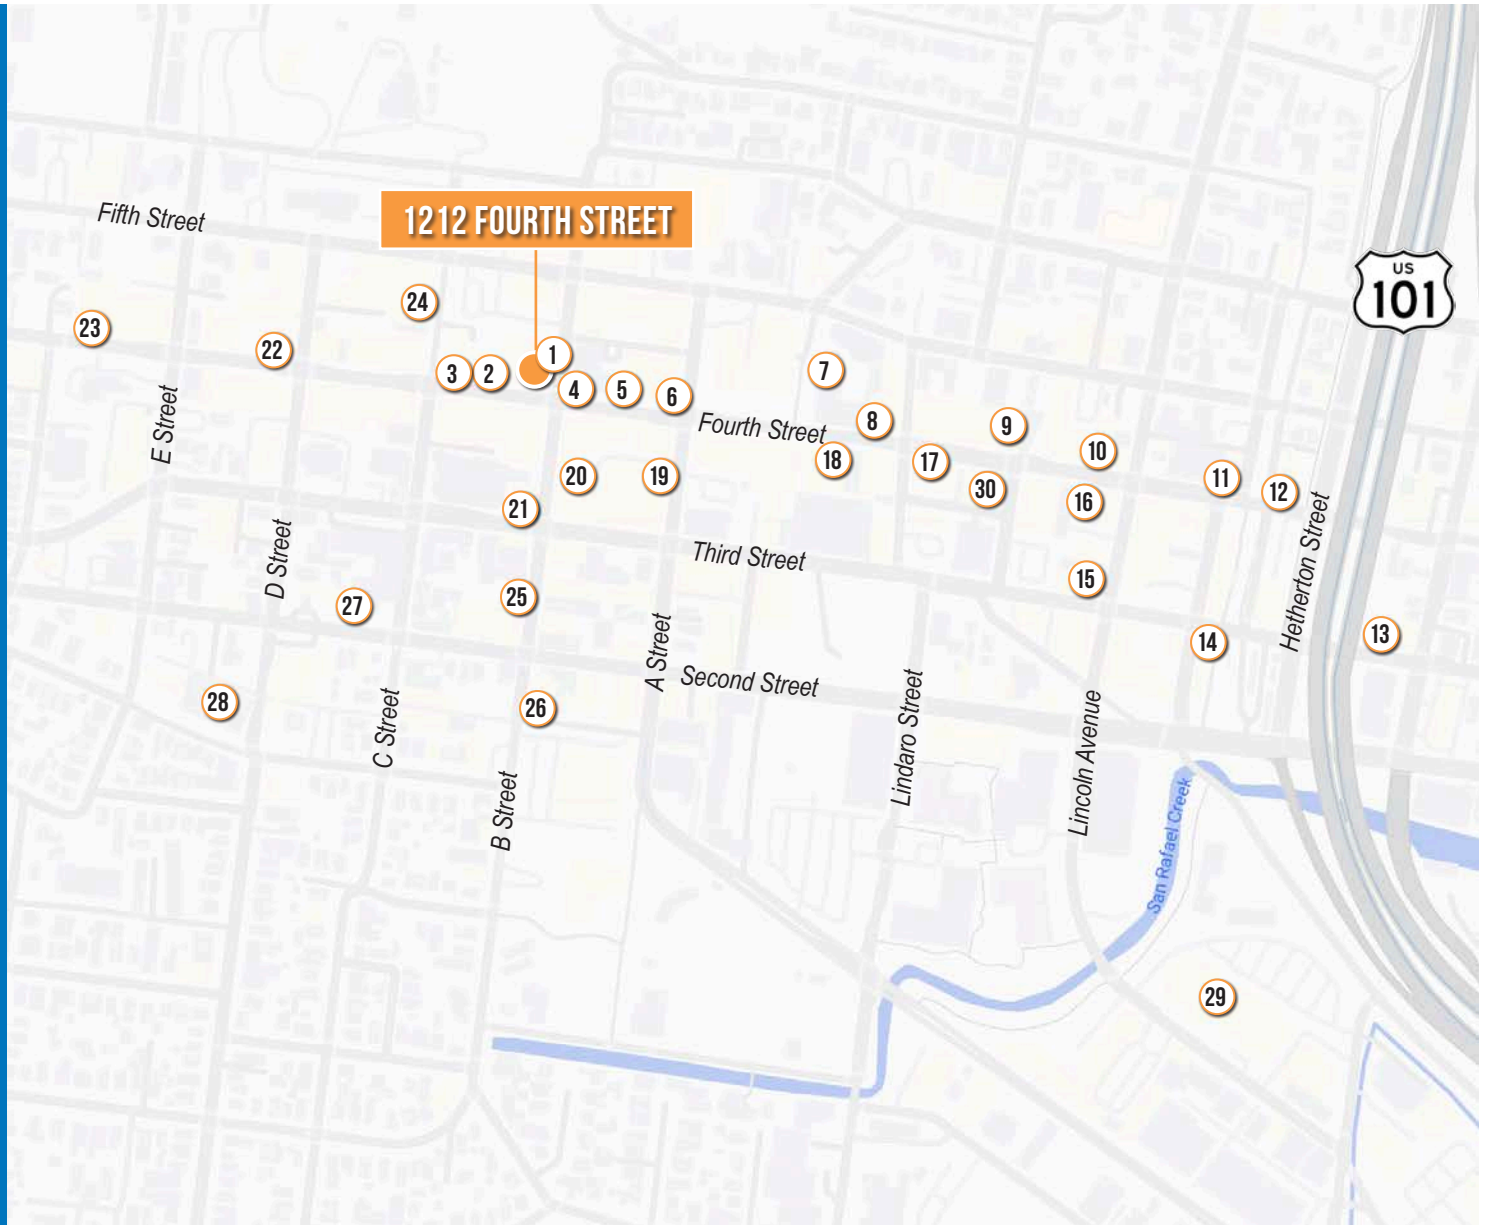 Fifth Street
1212 FOURTH STREET
US
101
24
23
22
1
3
2
4
5
6
7
8
9
Fourth Street
10
E Street
18
17
30
11
12
20
19
16
21
Third Street
D Street
Hetherton Street
15
25
27
13
14
A Street
Second Street
28
26
C Street
Lindaro Street
Lincoln Avenue
B Street
San Rafael Creek
29